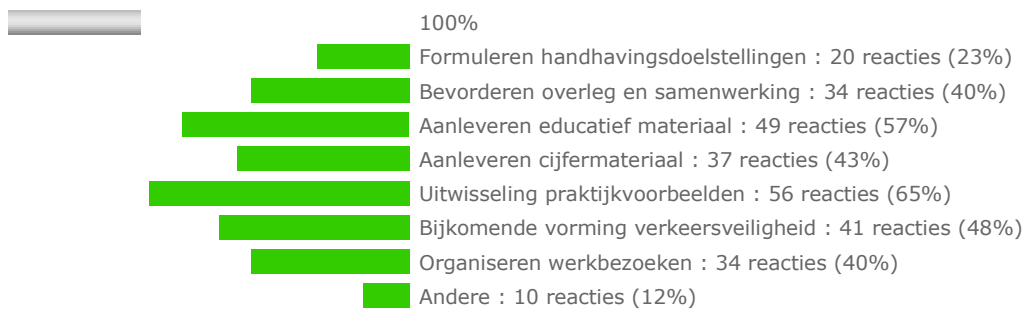 100%
Formuleren handhavingsdoelstellingen : 20 reacties (23%)
Bevorderen overleg en samenwerking : 34 reacties (40%)
Aanleveren educatief materiaal : 49 reacties (57%)
Aanleveren cijfermateriaal : 37 reacties (43%)
Uitwisseling praktijkvoorbeelden : 56 reacties (65%)
Bijkomende vorming verkeersveiligheid : 41 reacties (48%)
Organiseren werkbezoeken : 34 reacties (40%)
Andere : 10 reacties (12%)